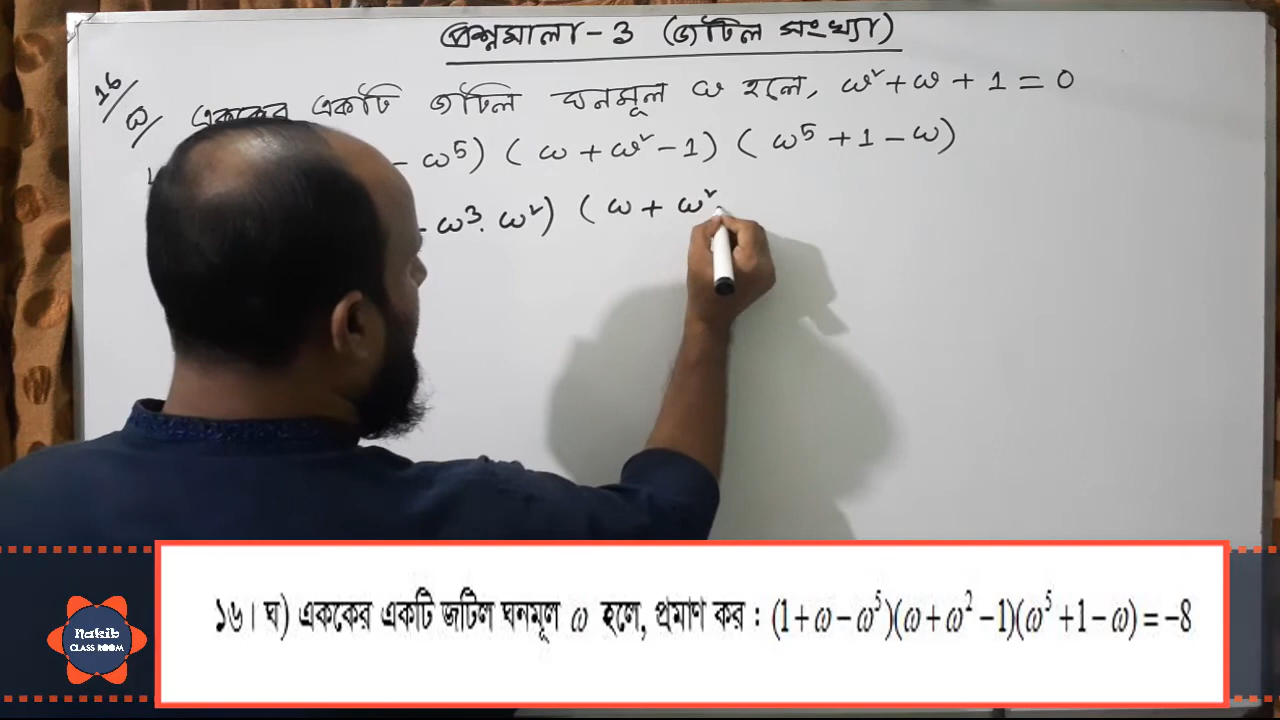 প্রশ্নমালা - 3 (জটিল সংখ্যা)
16/
ঘ/ এককের একটি জটিল ঘনমূল ω হলে, ω² + ω + 1 = 0
- ω⁵) (ω + ω² - 1) (ω⁵ + 1 - ω)
- ω³. ω²) (ω + ω²
১৬। ঘ) এককের একটি জটিল ঘনমূল ω হলে, প্রমাণ কর : (1+ω−ω⁵)(ω+ω²−1)(ω⁵+1−ω)=−8
Nakib
CLASS ROOM